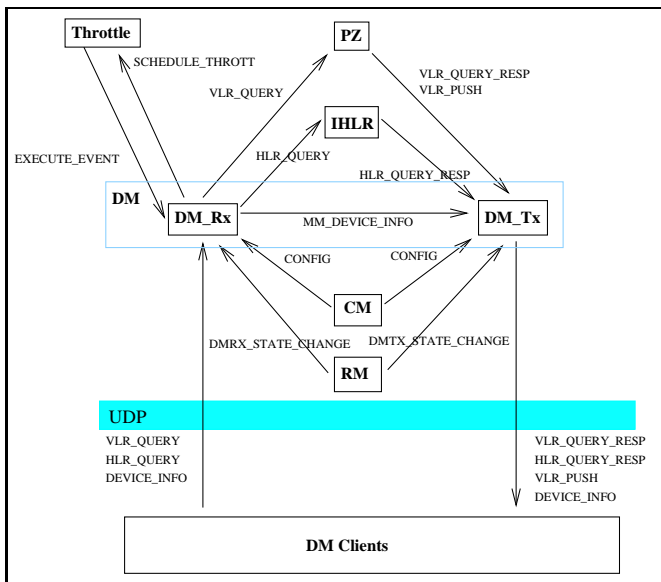 Throttle
PZ
SCHEDULE_THROTT
VLR_QUERY_RESP
VLR_PUSH
VLR_QUERY
IHLR
EXECUTE_EVENT
HLR_QUERY
HLR_QUERY_RESP
DM
DM_Rx
DM_Tx
MM_DEVICE_INFO
CONFIG
CONFIG
CM
DMRX_STATE_CHANGE
DMTX_STATE_CHANGE
RM
UDP
VLR_QUERY
HLR_QUERY
DEVICE_INFO
VLR_QUERY_RESP
HLR_QUERY_RESP
VLR_PUSH
DEVICE_INFO
DM Clients